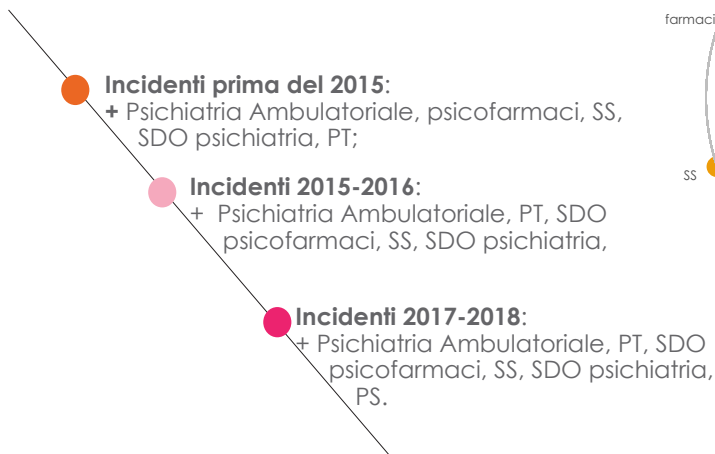 farmaci
Incidenti prima del 2015:
+ Psichiatria Ambulatoriale, psicofarmaci, SS,
SDO psichiatria, PT;
SS
Incidenti 2015-2016:
+ Psichiatria Ambulatoriale, PT, SDO
psicofarmaci, SS, SDO psichiatria,
Incidenti 2017-2018:
+ Psichiatria Ambulatoriale, PT, SDO
psicofarmaci, SS, SDO psichiatria,
PS.